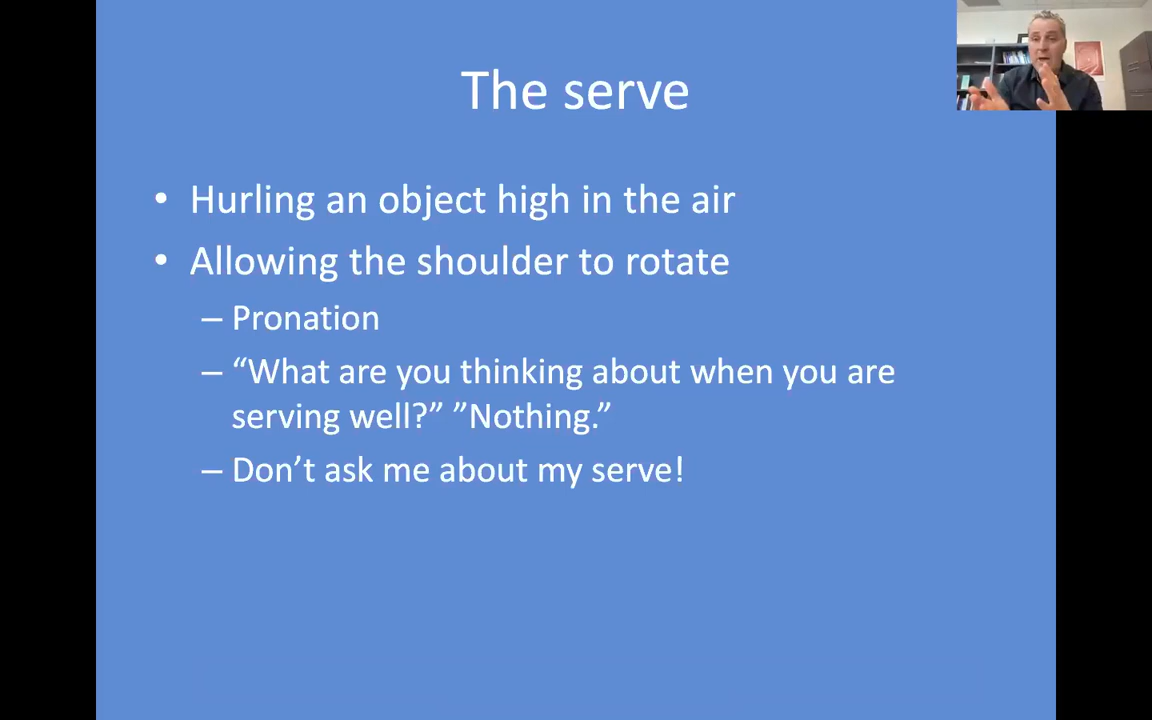 The serve
• Hurling an object high in the air
• Allowing the shoulder to rotate
– Pronation
– “What are you thinking about when you are
serving well?” ”Nothing.”
– Don’t ask me about my serve!